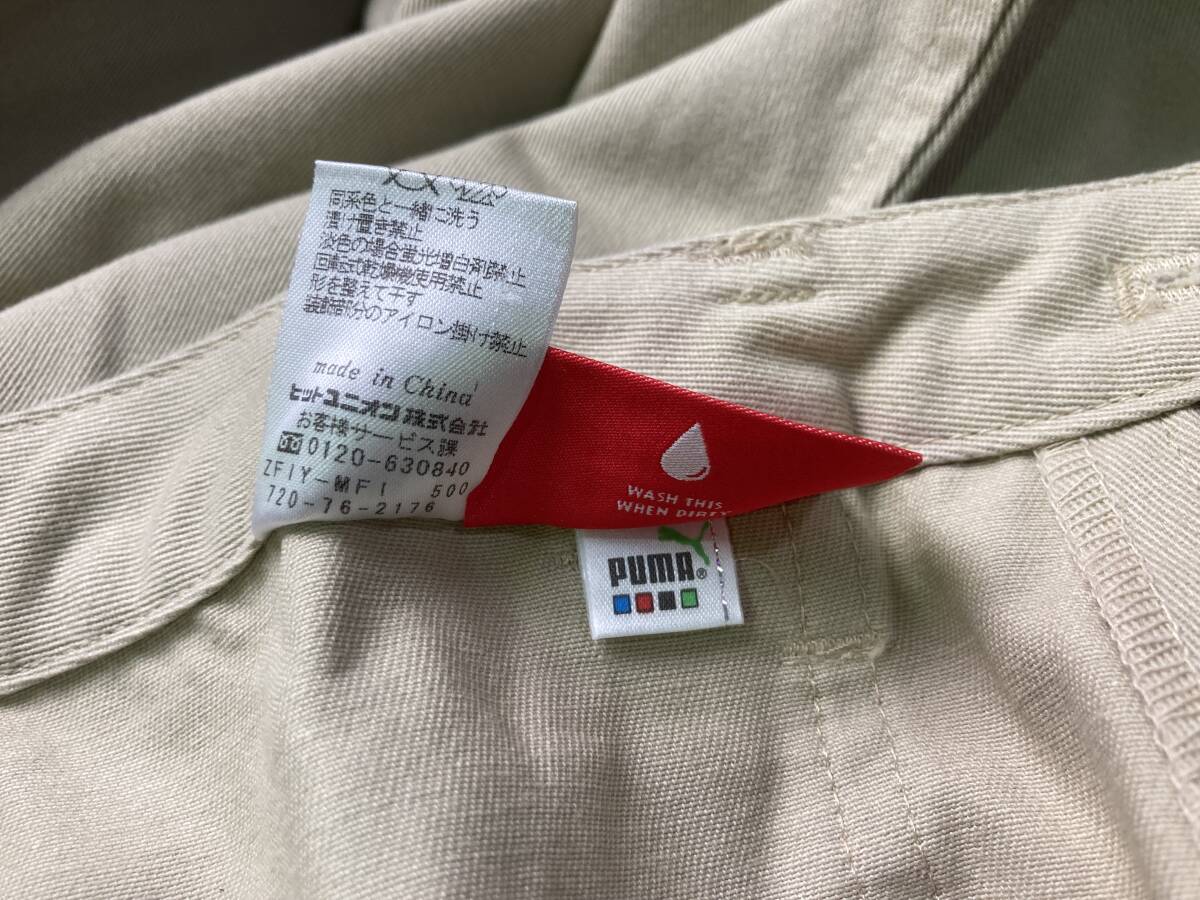 同系色と一緒に洗う
漬け置き禁止
淡色の場合蛍光増白剤禁止
回転式乾燥機使用禁止
形を整えて干す
装飾部分のアイロン掛け禁止
made in China
ヒットユニオン株式会社
お客様サービス課
0120-630840
ZFIY-MFI 500
720-76-2176
WASH THIS
WHEN DIRTY
PUMA®